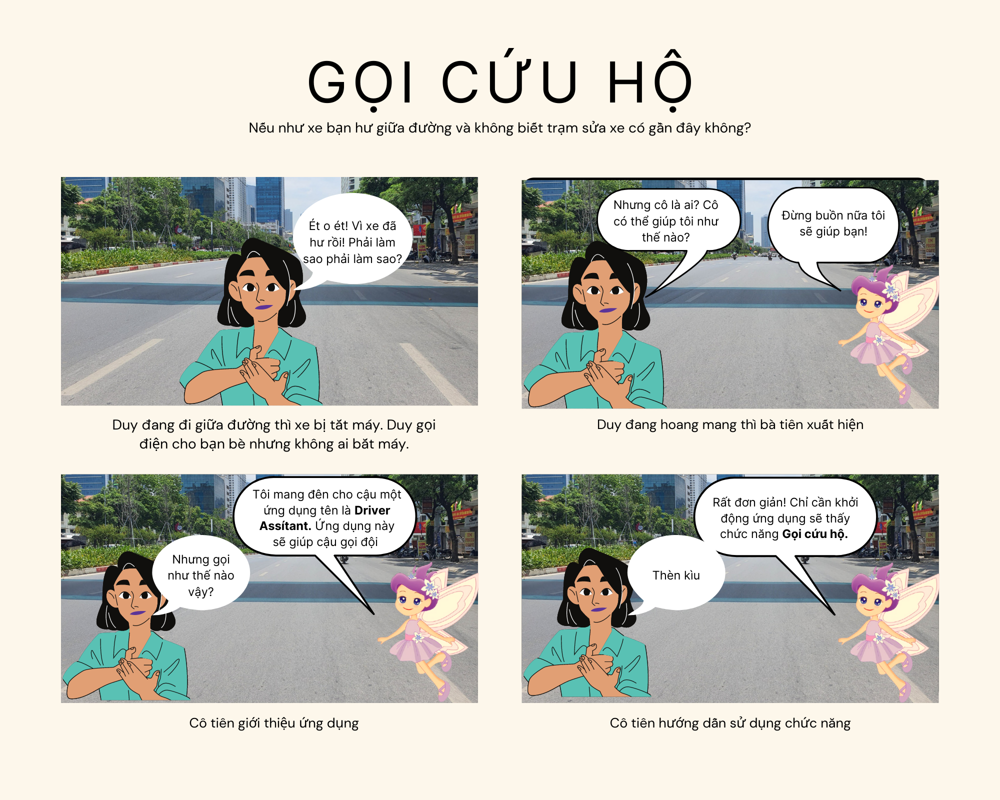 GỌI CỨU HỘ
Nếu như xe bạn hư giữa đường và không biết trạm sửa xe có gần đây không?
Ét o ét! Vì xe đã
hư rồi! Phải làm
sao phải làm sao?
Duy đang đi giữa đường thì xe bị tắt máy. Duy gọi
điện cho bạn bè nhưng không ai bắt máy.
Nhưng cô là ai? Cô
có thể giúp tôi như
thế nào?
Đừng buồn nữa tôi
sẽ giúp bạn!
IN
PHOTO
COPY
Duy đang hoang mang thì bà tiên xuất hiện
Tôi mang đên cho cậu một
ứng dụng tên là Driver
Assítant. Ứng dụng này
sẽ giúp cậu gọi đội
Nhưng gọi
như thế nào
vậy?
Cô tiên giới thiệu ứng dụng
Rất đơn giản! Chỉ cần khởi
động ứng dụng sẽ thấy
chức năng Gọi cứu hộ.
Thèn kìu
Cô tiên hướng dẫn sử dụng chức năng